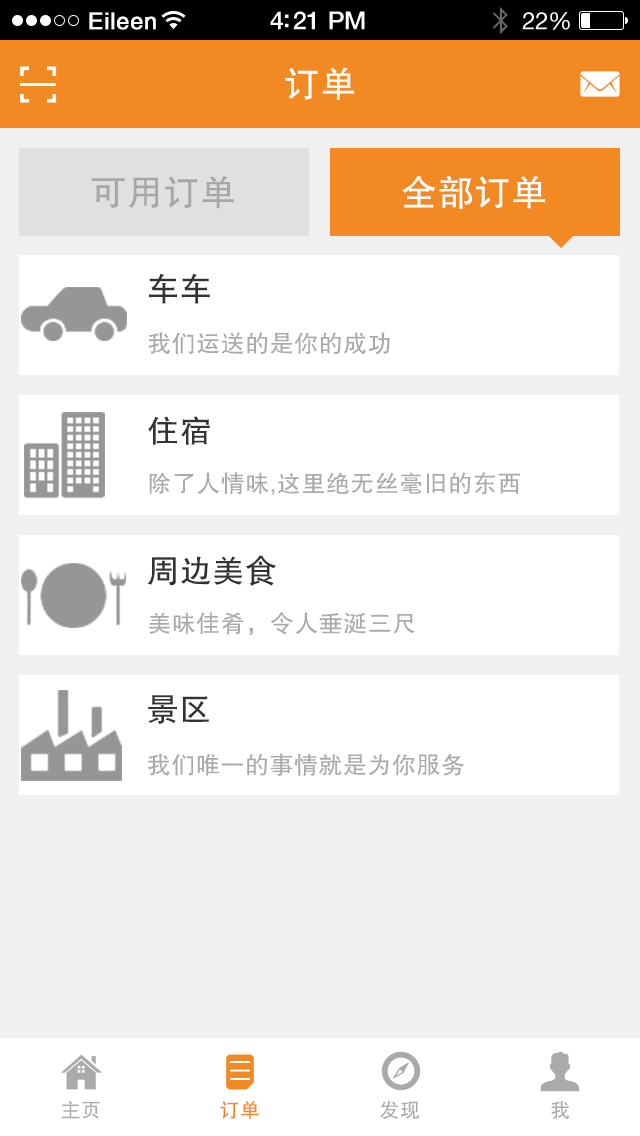 Eileen 4:21 PM 22%
订单
可用订单 全部订单
车车
我们运送的是你的成功
住宿
除了人情味,这里绝无丝毫旧的东西
周边美食
美味佳肴，令人垂涎三尺
景区
我们唯一的事情就是为你服务
主页 订单 发现 我